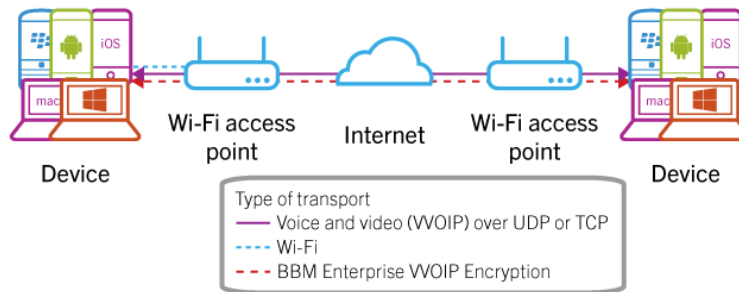 iOS
iOS
mac
mac
Wi-Fi access
point
Internet
Wi-Fi access
point
Device
Device
Type of transport
Voice and video (VVOIP) over UDP or TCP
Wi-Fi
BBM Enterprise VVOIP Encryption